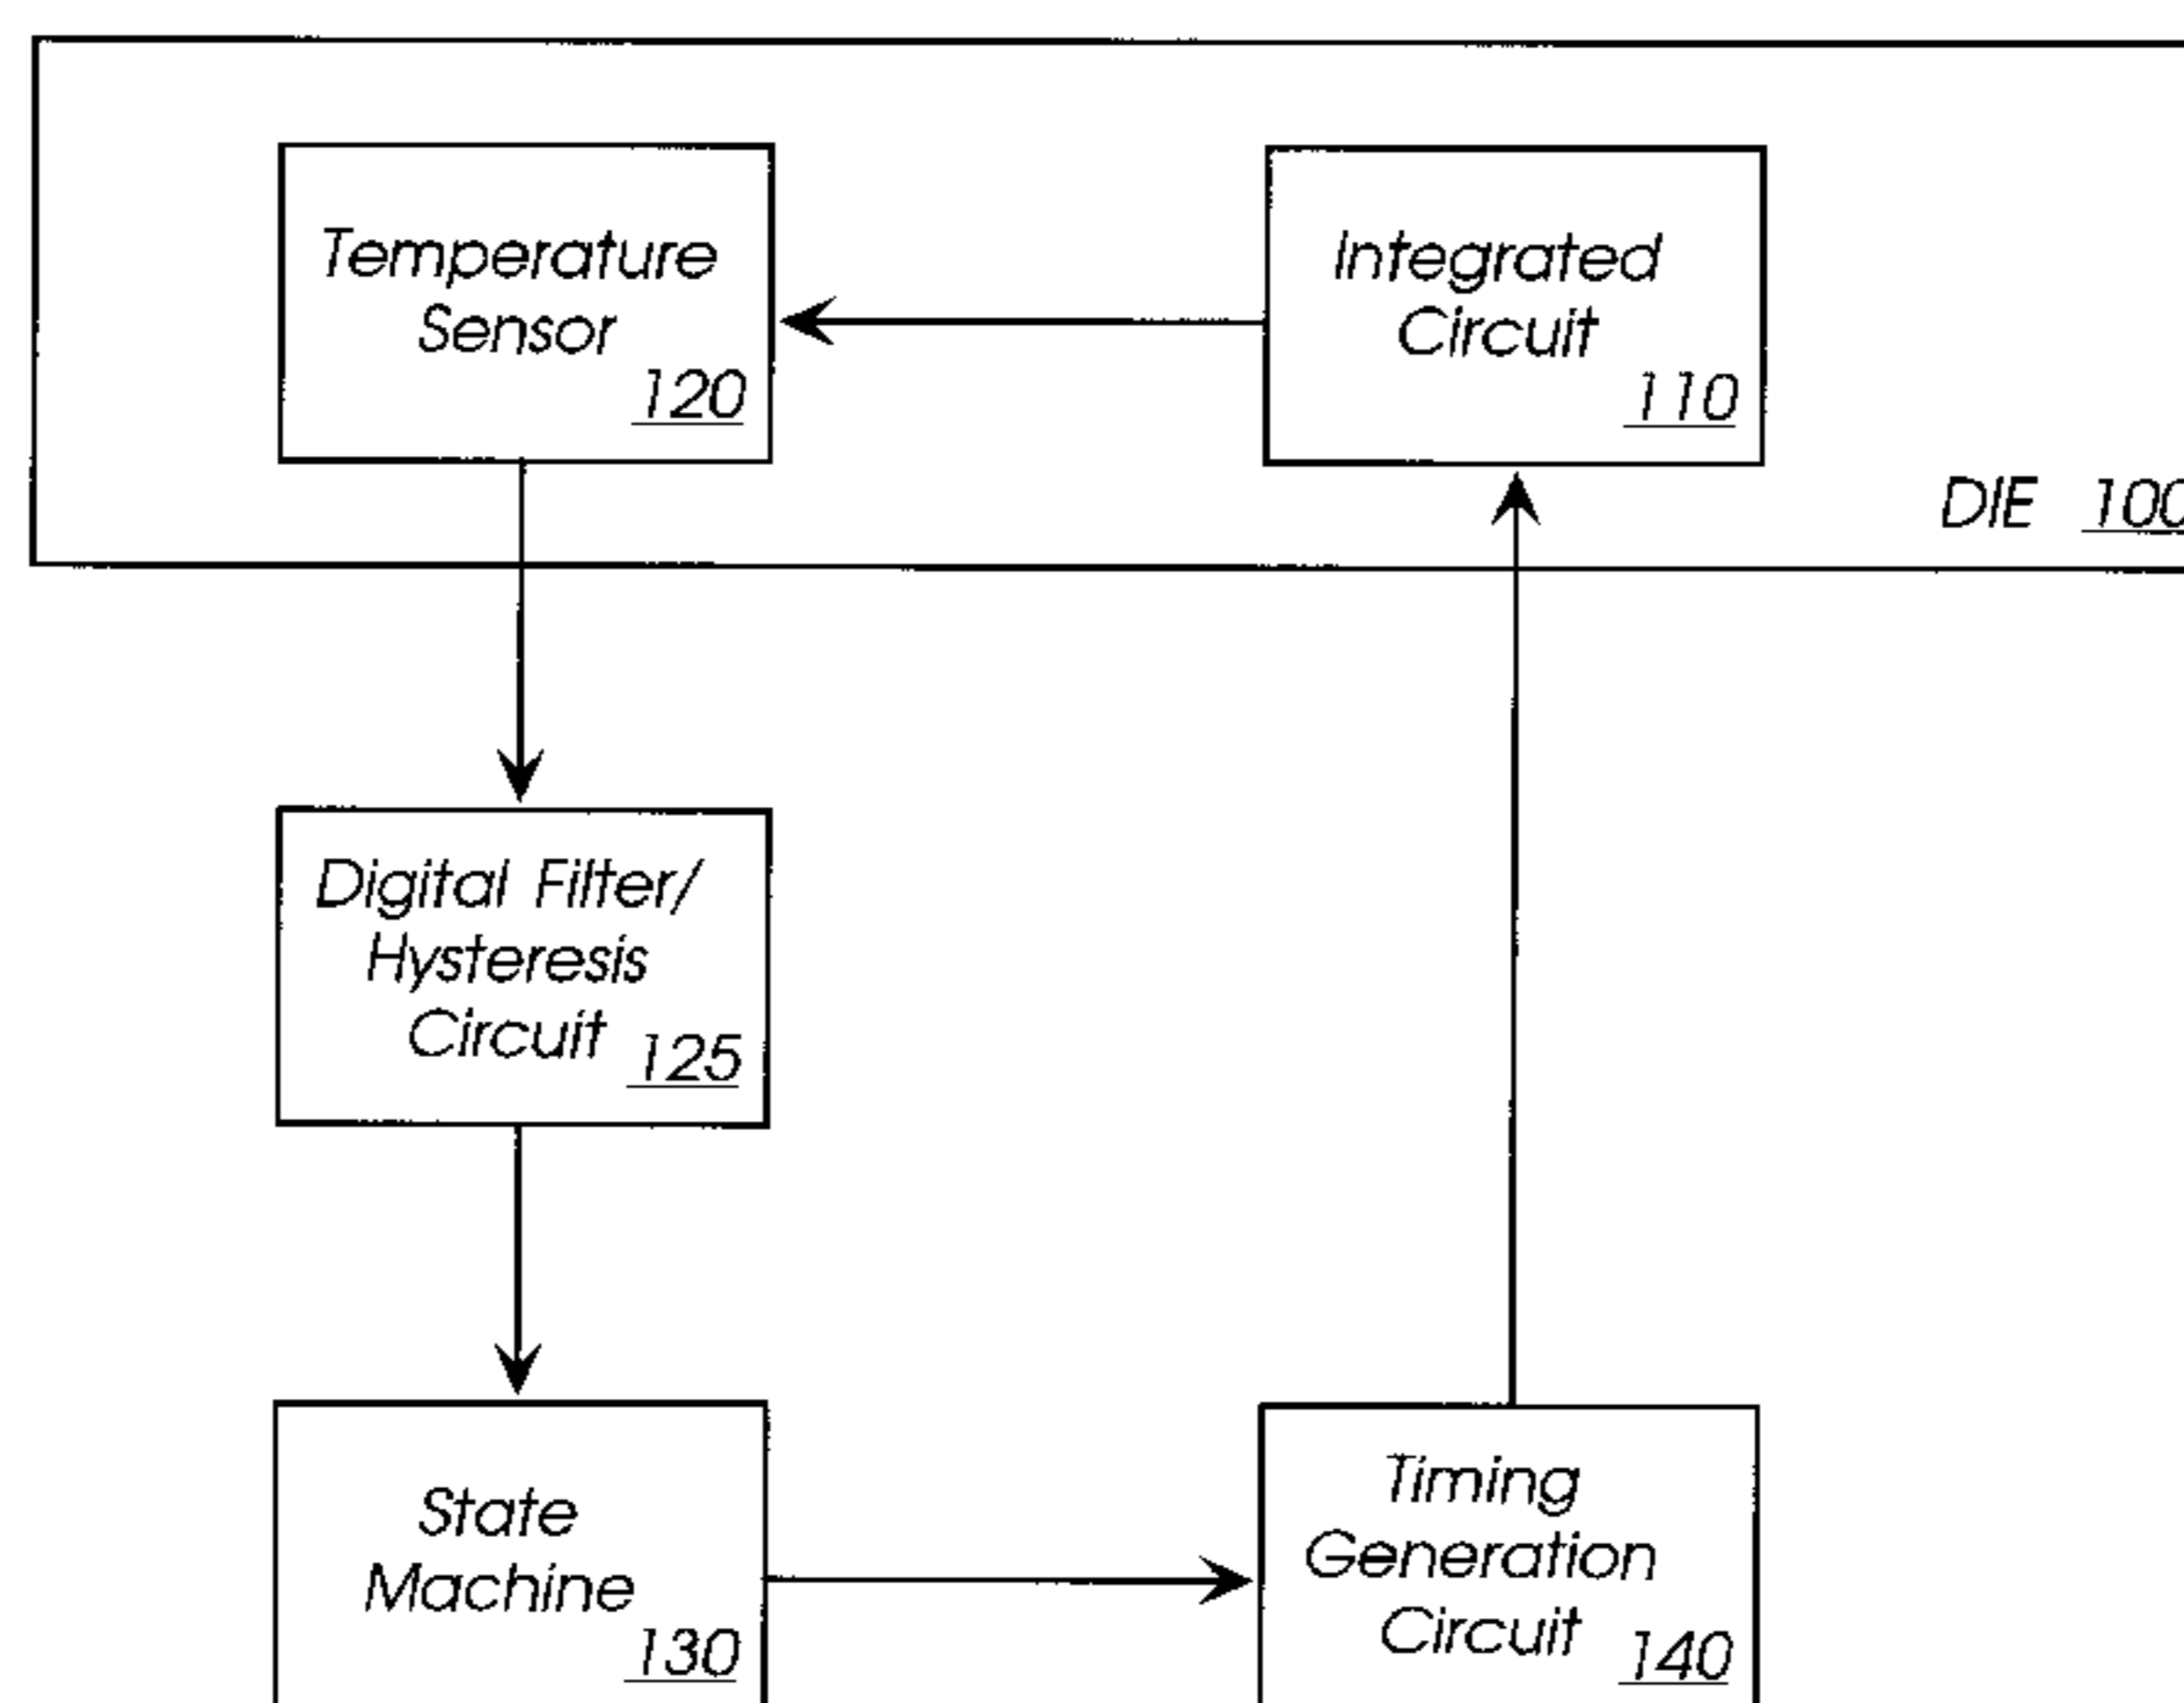 Temperature
Sensor
120
Integrated
Circuit
110
DIE 100
Digital Filter/
Hysteresis
Circuit 125
State
Machine
130
Timing
Generation
Circuit 140